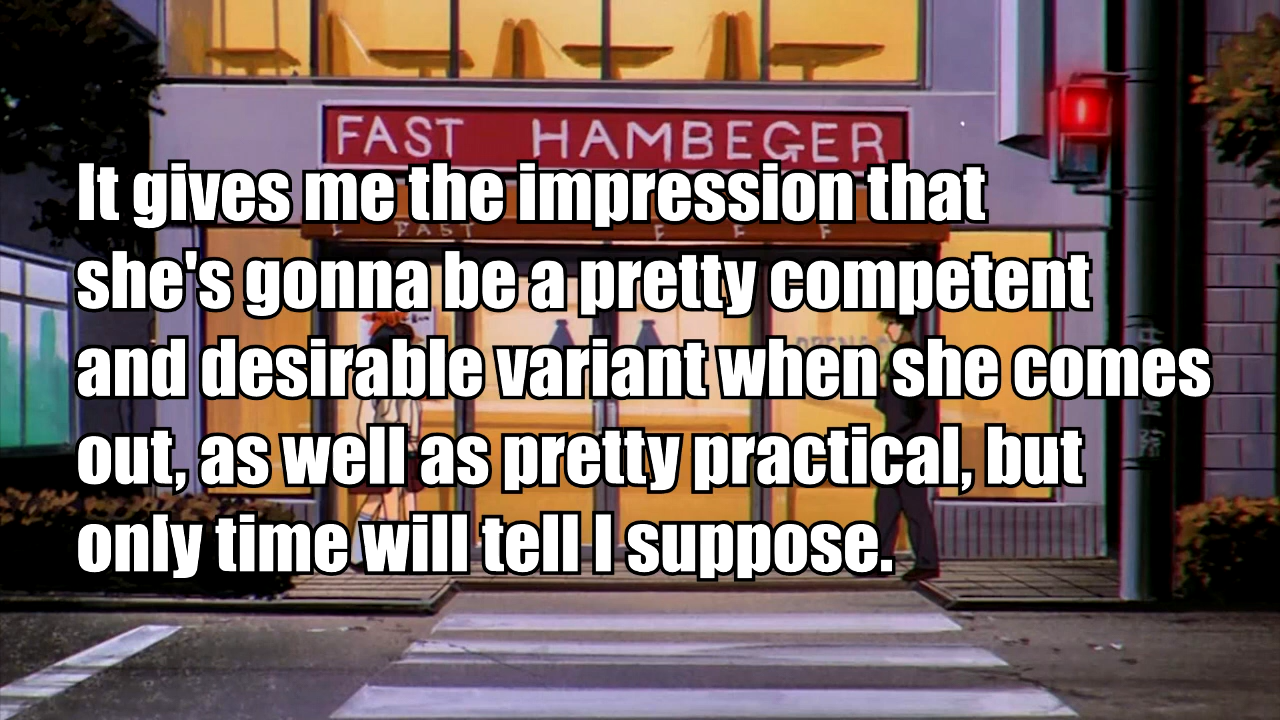 FAST HAMBEGER
It gives me the impression that
FAST
she's gonna be a pretty competent
and desirable variant when she comes
out, as well as pretty practical, but
only time will tell I suppose.